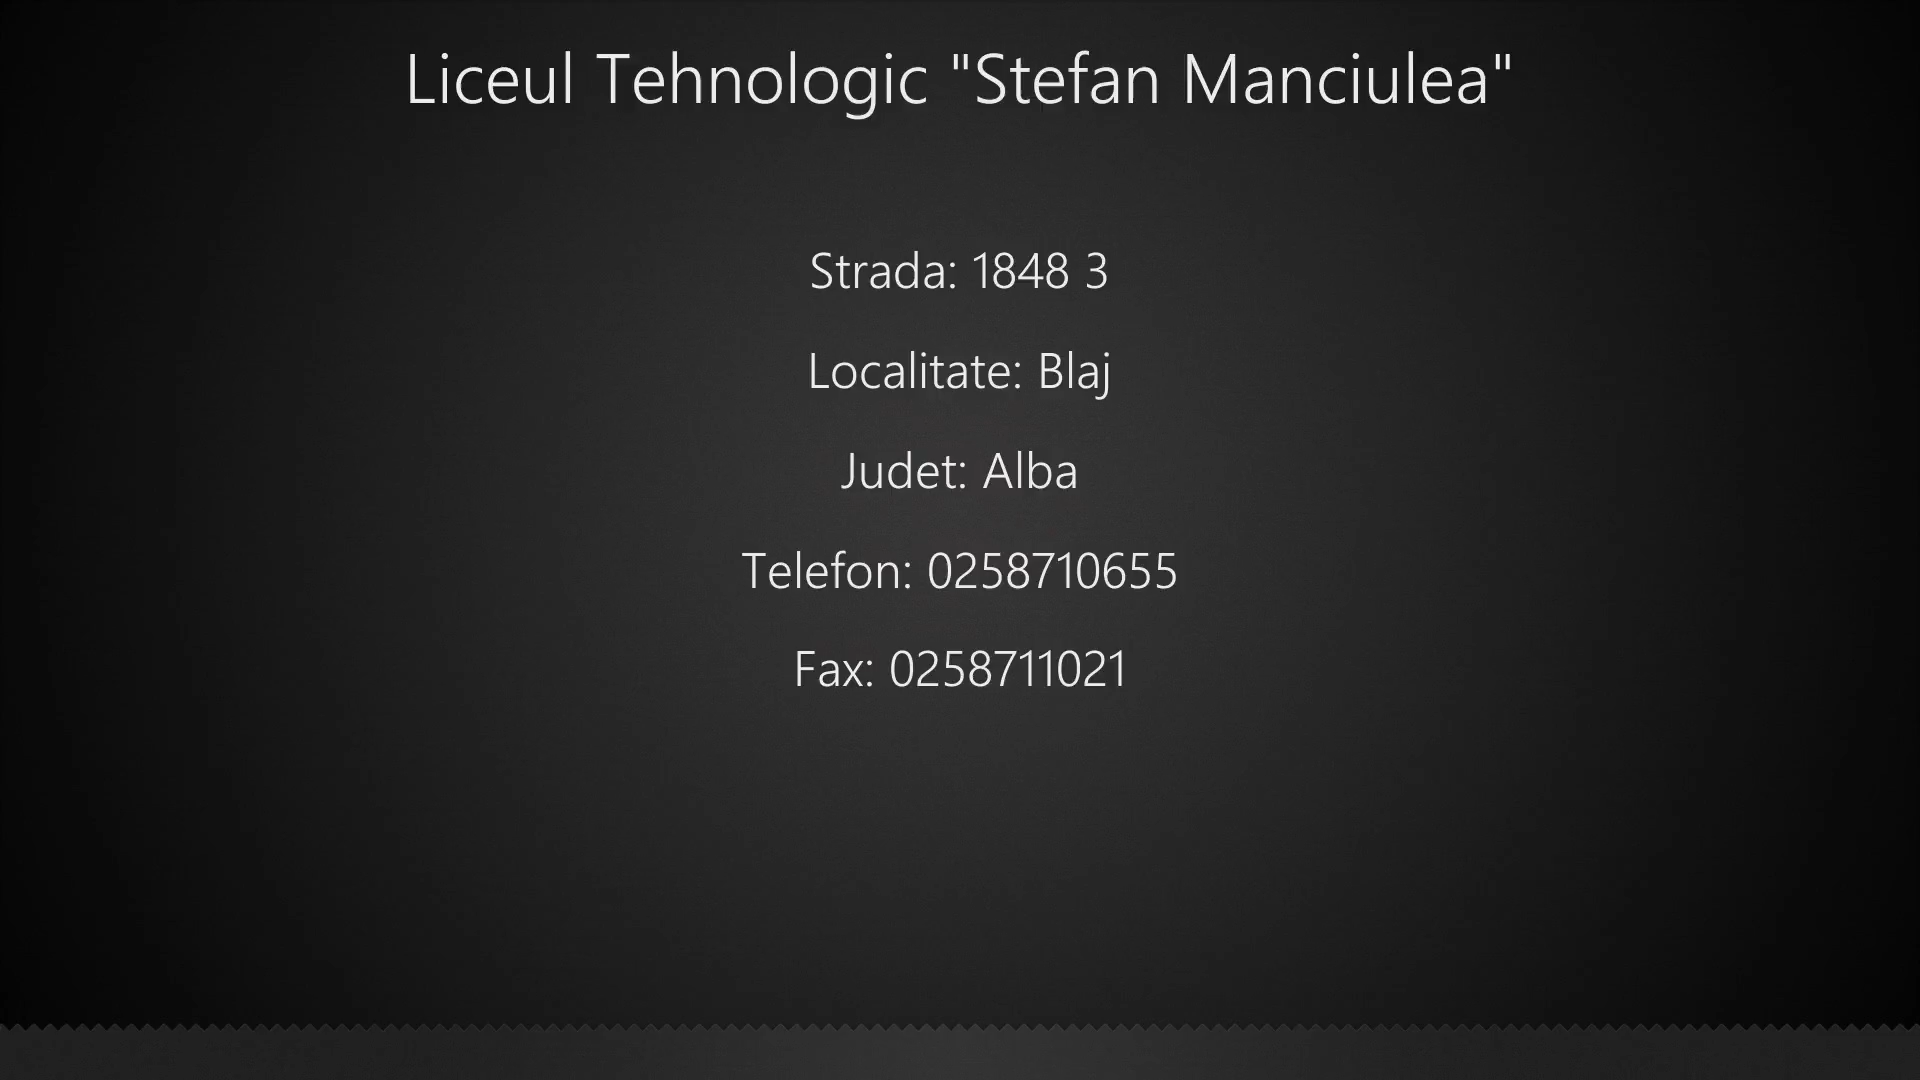 Liceul Tehnologic "Stefan Manciulea"
Strada: 1848 3
Localitate: Blaj
Judet: Alba
Telefon: 0258710655
Fax: 0258711021